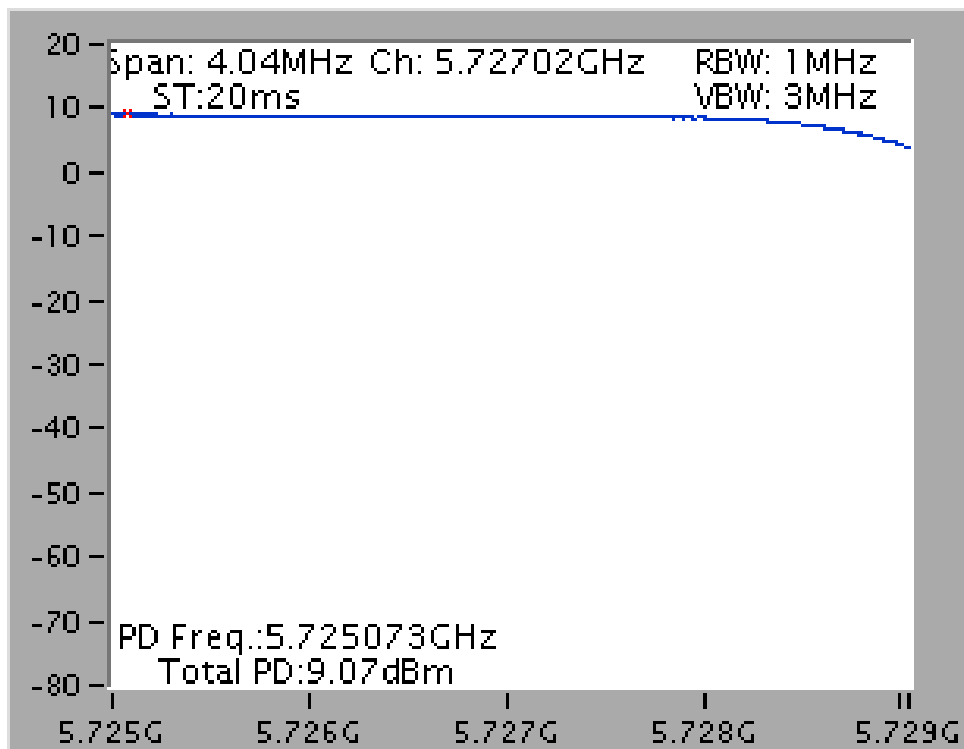 20
Span: 4.04MHz Ch: 5.72702GHz RBW: 1MHz
ST:20ms VBW: 3MHz
10
0
-10
-20
-30
-40
-50
-60
-70
PD Freq.:5.725073GHz
Total PD:9.07dBm
-80
5.725G 5.726G 5.727G 5.728G 5.729G